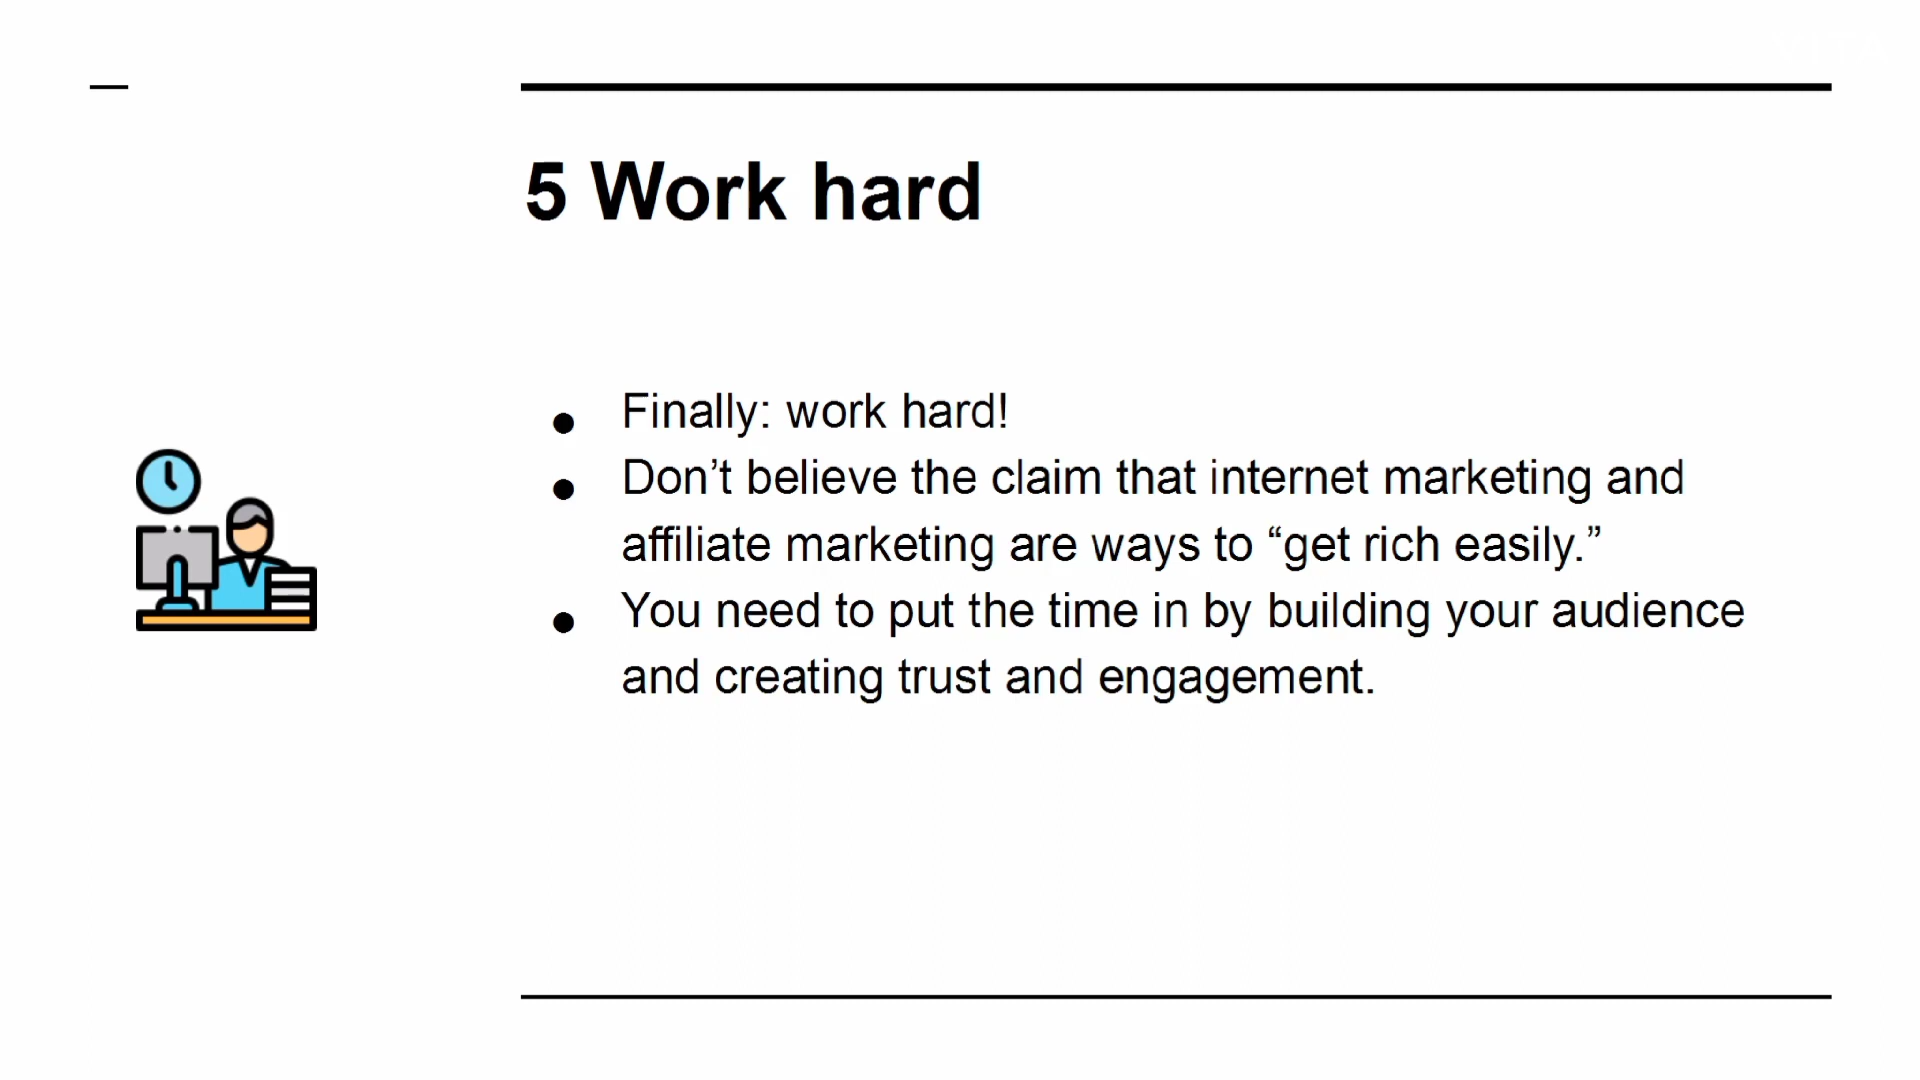 5 Work hard
● Finally: work hard!
● Don’t believe the claim that internet marketing and
affiliate marketing are ways to “get rich easily.”
● You need to put the time in by building your audience
and creating trust and engagement.